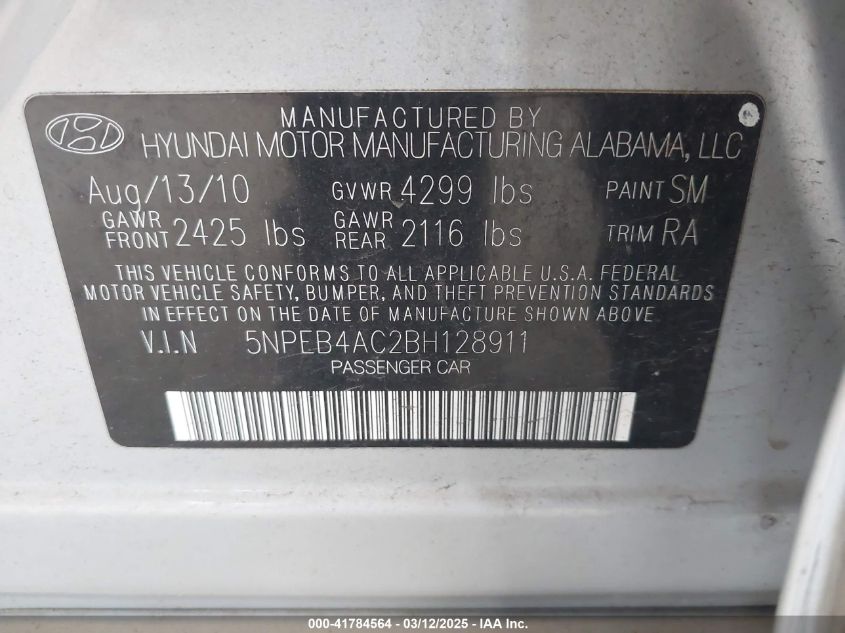 MANUFACTURED BY
HYUNDAI MOTOR MANUFACTURING ALABAMA, LLC
Aug/13/10 GVWR 4299 lbs PAINT SM
GAWR FRONT 2425 lbs GAWR REAR 2116 lbs TRIM RA
THIS VEHICLE CONFORMS TO ALL APPLICABLE U.S.A. FEDERAL
MOTOR VEHICLE SAFETY, BUMPER, AND THEFT PREVENTION STANDARDS
IN EFFECT ON THE DATE OF MANUFACTURE SHOWN ABOVE.
V.I.N 5NPEB4AC2BH128911
PASSENGER CAR
000-41784564 - 03/12/2025 - IAA Inc.